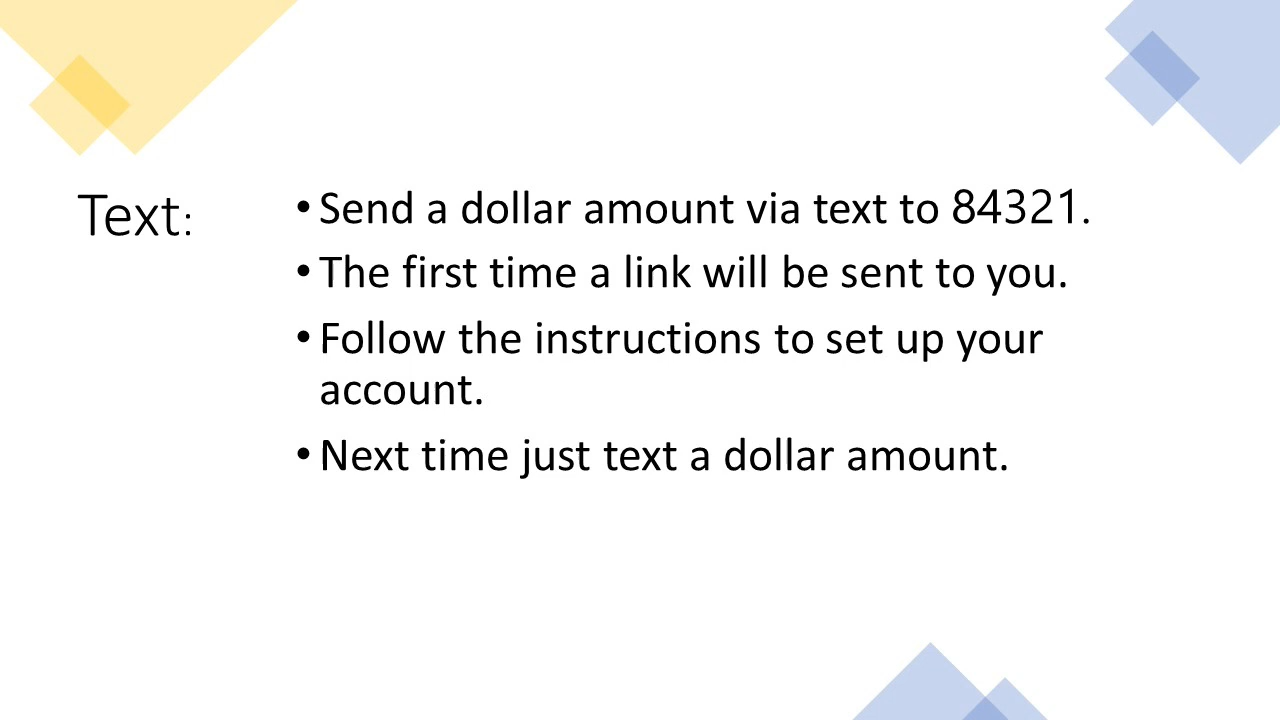 Text:
• Send a dollar amount via text to 84321.
• The first time a link will be sent to you.
• Follow the instructions to set up your
account.
• Next time just text a dollar amount.